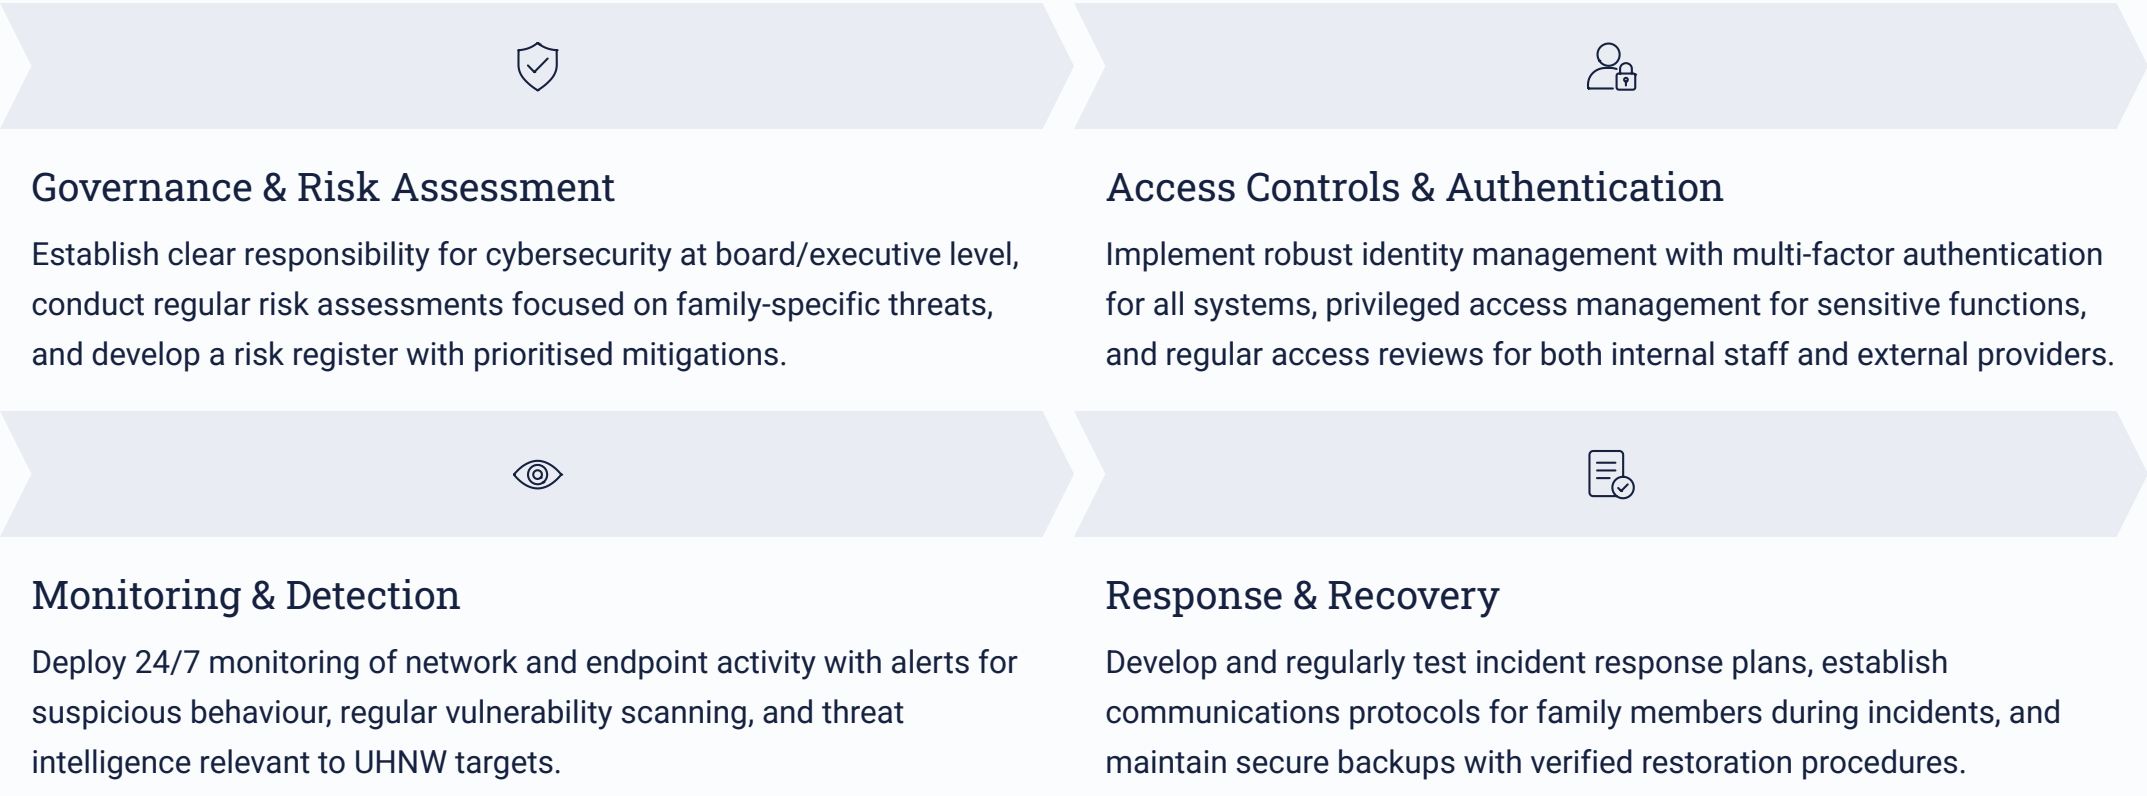 Governance & Risk Assessment
Establish clear responsibility for cybersecurity at board/executive level,
conduct regular risk assessments focused on family-specific threats,
and develop a risk register with prioritised mitigations.
Access Controls & Authentication
Implement robust identity management with multi-factor authentication
for all systems, privileged access management for sensitive functions,
and regular access reviews for both internal staff and external providers.
Monitoring & Detection
Deploy 24/7 monitoring of network and endpoint activity with alerts for
suspicious behaviour, regular vulnerability scanning, and threat
intelligence relevant to UHNW targets.
Response & Recovery
Develop and regularly test incident response plans, establish
communications protocols for family members during incidents, and
maintain secure backups with verified restoration procedures.